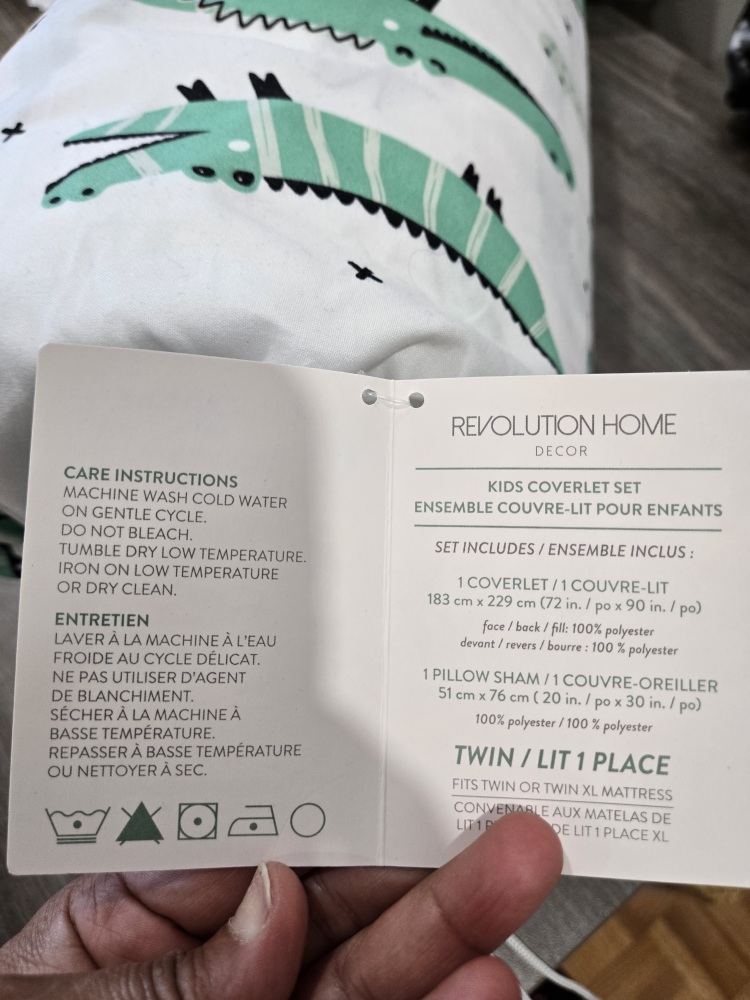 CARE INSTRUCTIONS
MACHINE WASH COLD WATER
ON GENTLE CYCLE.
DO NOT BLEACH.
TUMBLE DRY LOW TEMPERATURE.
IRON ON LOW TEMPERATURE
OR DRY CLEAN.
ENTRETIEN
LAVER À LA MACHINE À L'EAU
FROIDE AU CYCLE DÉLICAT.
NE PAS UTILISER D'AGENT
DE BLANCHIMENT.
SÉCHER À LA MACHINE À
BASSE TEMPÉRATURE.
REPASSER À BASSE TEMPÉRATURE
OU NETTOYER À SEC.
REVOLUTION HOME
DECOR
KIDS COVERLET SET
ENSEMBLE COUVRE-LIT POUR ENFANTS
SET INCLUDES / ENSEMBLE INCLUS :
1 COVERLET / 1 COUVRE-LIT
183 cm x 229 cm (72 in. / po x 90 in. / po)
face / back / fill: 100% polyester
devant / revers / bourre : 100 % polyester
1 PILLOW SHAM / 1 COUVRE-OREILLER
51 cm x 76 cm ( 20 in. / po x 30 in. / po)
100% polyester / 100 % polyester
TWIN / LIT 1 PLACE
FITS TWIN OR TWIN XL MATTRESS
CONVENABLE AUX MATELAS DE
LIT 1 DE LIT 1 PLACE XL